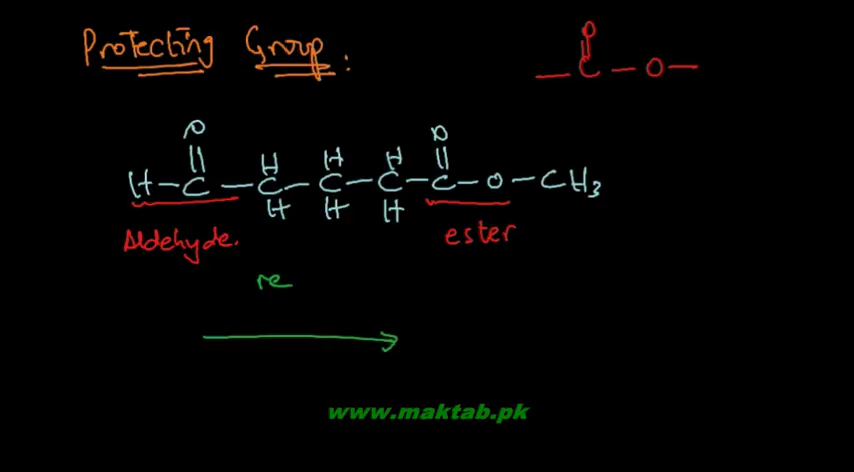 Protecting Group :
O
— C — O —
O H H H O
H — C — C — C — C — C — O — CH3
H H H
Aldehyde. ester
re
www.maktab.pk